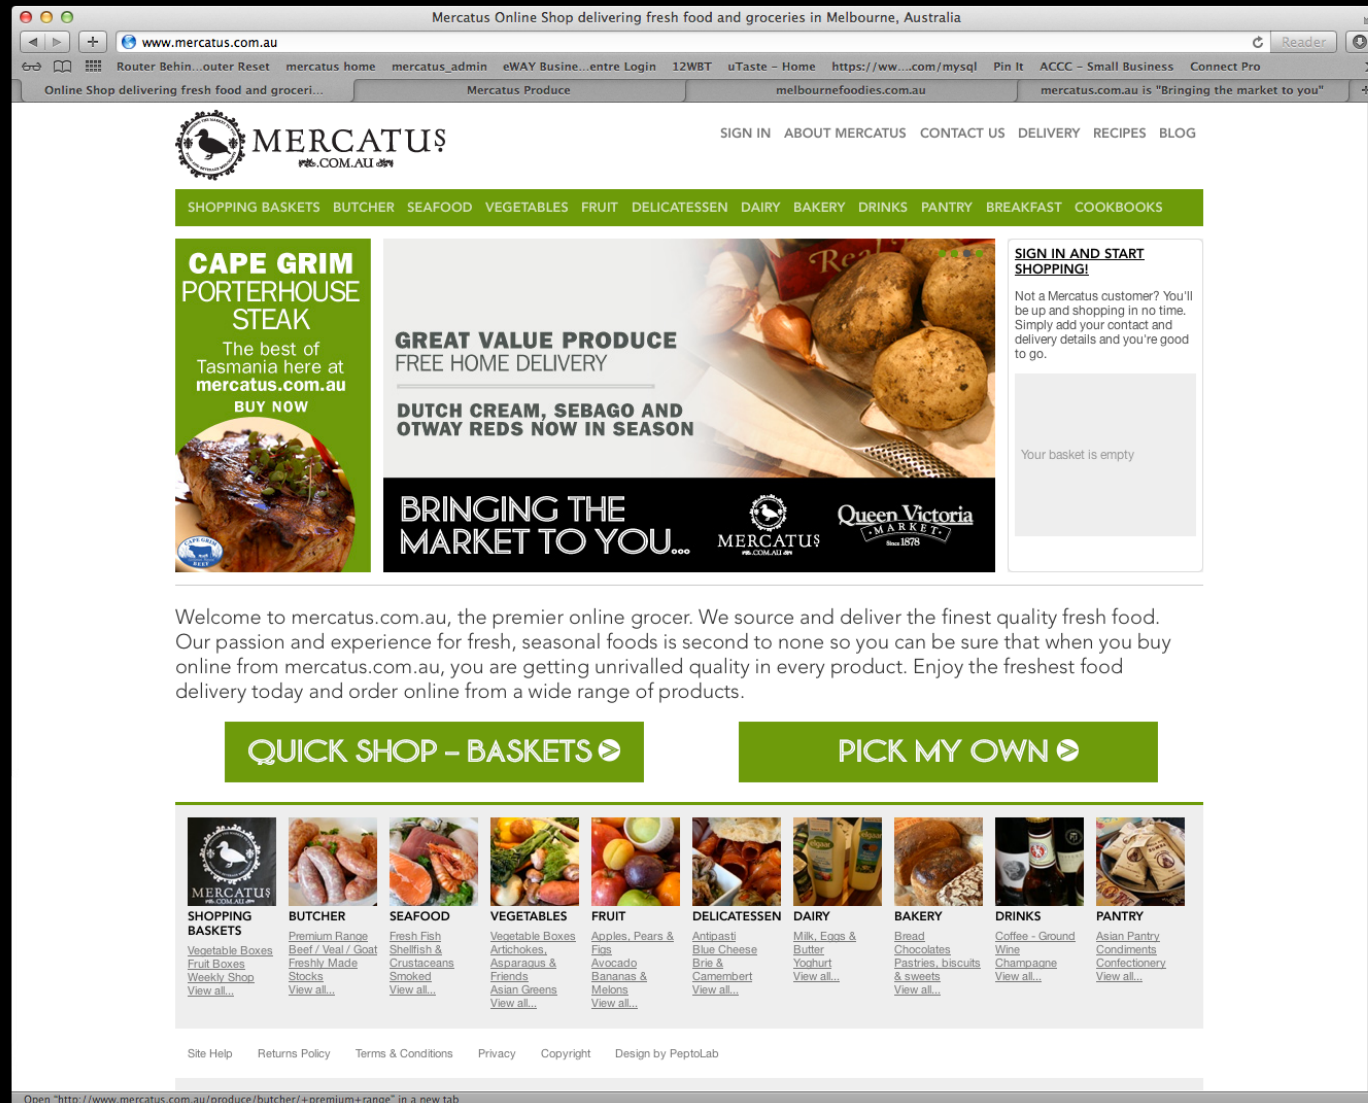 Mercatus Online Shop delivering fresh food and groceries in Melbourne, Australia
www.mercatus.com.au
Reader
Router Behin...outer Reset mercatus home mercatus_admin eWAY Busine...entre Login 12WBT uTaste – Home https://ww....com/mysql Pin It ACCC – Small Business Connect Pro
Online Shop delivering fresh food and groceri... Mercatus Produce melbournefoodies.com.au mercatus.com.au is "Bringing the market to you"
MERCATUS
.COM.AU
SIGN IN ABOUT MERCATUS CONTACT US DELIVERY RECIPES BLOG
SHOPPING BASKETS BUTCHER SEAFOOD VEGETABLES FRUIT DELICATESSEN DAIRY BAKERY DRINKS PANTRY BREAKFAST COOKBOOKS
CAPE GRIM
PORTERHOUSE
STEAK
The best of
Tasmania here at
mercatus.com.au
BUY NOW
CAPE GRIM
BEEF
Rea
GREAT VALUE PRODUCE
FREE HOME DELIVERY
DUTCH CREAM, SEBAGO AND
OTWAY REDS NOW IN SEASON
BRINGING THE
MARKET TO YOU...
MERCATUS
.COM.AU
Queen Victoria
MARKET
Since 1878
SIGN IN AND START
SHOPPING!
Not a Mercatus customer? You'll
be up and shopping in no time.
Simply add your contact and
delivery details and you're good
to go.
Your basket is empty
Welcome to mercatus.com.au, the premier online grocer. We source and deliver the finest quality fresh food.
Our passion and experience for fresh, seasonal foods is second to none so you can be sure that when you buy
online from mercatus.com.au, you are getting unrivalled quality in every product. Enjoy the freshest food
delivery today and order online from a wide range of products.
QUICK SHOP – BASKETS >
PICK MY OWN >
MERCATUS
.COM.AU
SHOPPING
BASKETS
Vegetable Boxes
Fruit Boxes
Weekly Shop
View all...
BUTCHER
Premium Range
Beef / Veal / Goat
Freshly Made
Stocks
View all...
SEAFOOD
Fresh Fish
Shellfish &
Crustaceans
Smoked
View all...
VEGETABLES
Vegetable Boxes
Artichokes,
Asparagus &
Friends
Asian Greens
View all...
FRUIT
Apples, Pears &
Figs
Avocado
Bananas &
Melons
View all...
DELICATESSEN
Antipasti
Blue Cheese
Brie &
Camembert
View all...
DAIRY
Milk, Eggs &
Butter
Yoghurt
View all...
BAKERY
Bread
Chocolates
Pastries, biscuits
& sweets
View all...
DRINKS
Coffee - Ground
Wine
Champagne
View all...
PANTRY
Asian Pantry
Condiments
Confectionery
View all...
Site Help Returns Policy Terms & Conditions Privacy Copyright Design by PeptoLab
Open "http://www.mercatus.com.au/produce/butcher/+premium+range" in a new tab